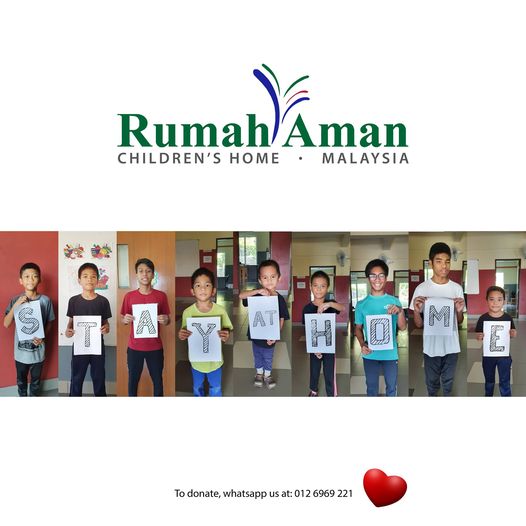 Rumah Aman
CHILDREN'S HOME • MALAYSIA
S T A Y AT H O M E
To donate, whatsapp us at: 012 6969 221